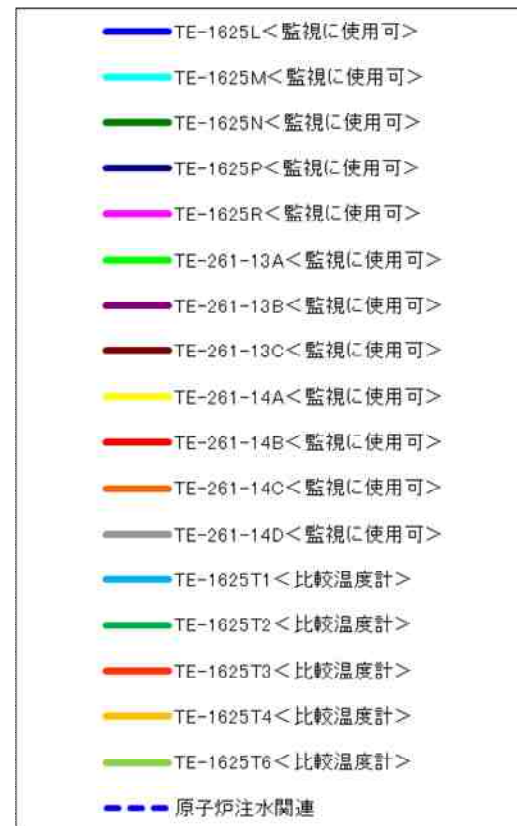 TE-1625L<監視に使用可>
TE-1625M<監視に使用可>
TE-1625N<監視に使用可>
TE-1625P<監視に使用可>
TE-1625R<監視に使用可>
TE-261-13A<監視に使用可>
TE-261-13B<監視に使用可>
TE-261-13C<監視に使用可>
TE-261-14A<監視に使用可>
TE-261-14B<監視に使用可>
TE-261-14C<監視に使用可>
TE-261-14D<監視に使用可>
TE-1625T1<比較温度計>
TE-1625T2<比較温度計>
TE-1625T3<比較温度計>
TE-1625T4<比較温度計>
TE-1625T6<比較温度計>
原子炉注水関連